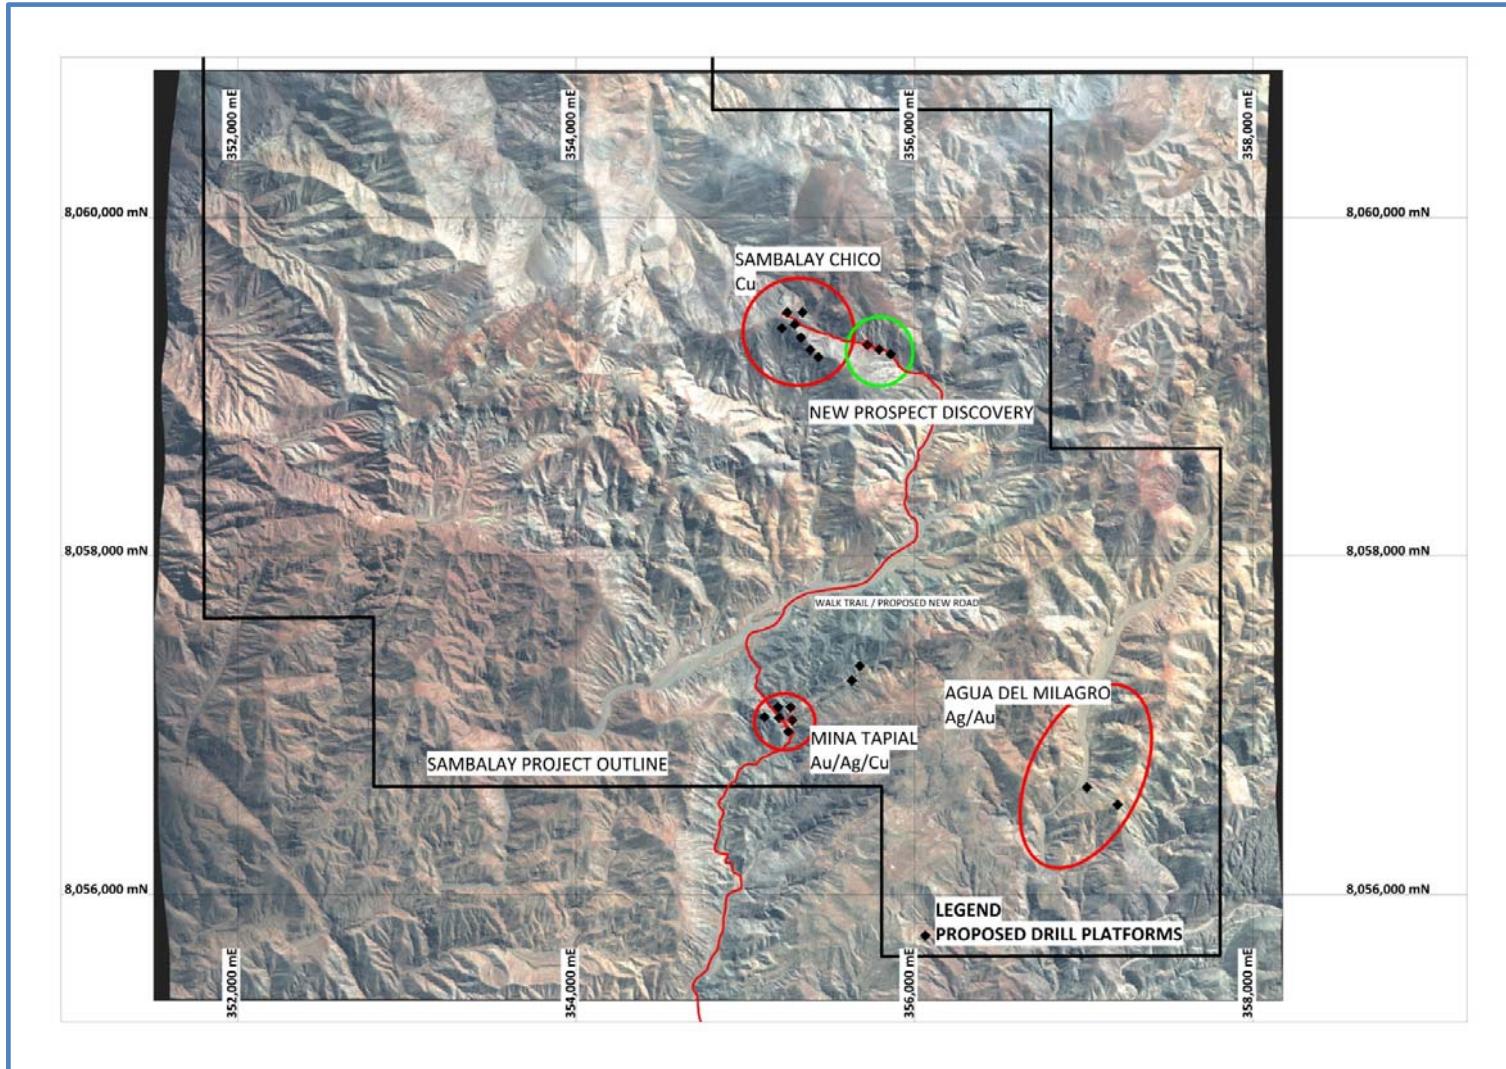 352,000 mE
354,000 mE
356,000 mE
358,000 mE
8,060,000 mN
8,060,000 mN
SAMBALAY CHICO
Cu
NEW PROSPECT DISCOVERY
8,058,000 mN
8,058,000 mN
WALK TRAIL / PROPOSED NEW ROAD
AGUA DEL MILAGRO
Ag/Au
MINA TAPIAL
Au/Ag/Cu
SAMBALAY PROJECT OUTLINE
8,056,000 mN
8,056,000 mN
LEGEND
PROPOSED DRILL PLATFORMS
352,000 mE
354,000 mE
356,000 mE
358,000 mE